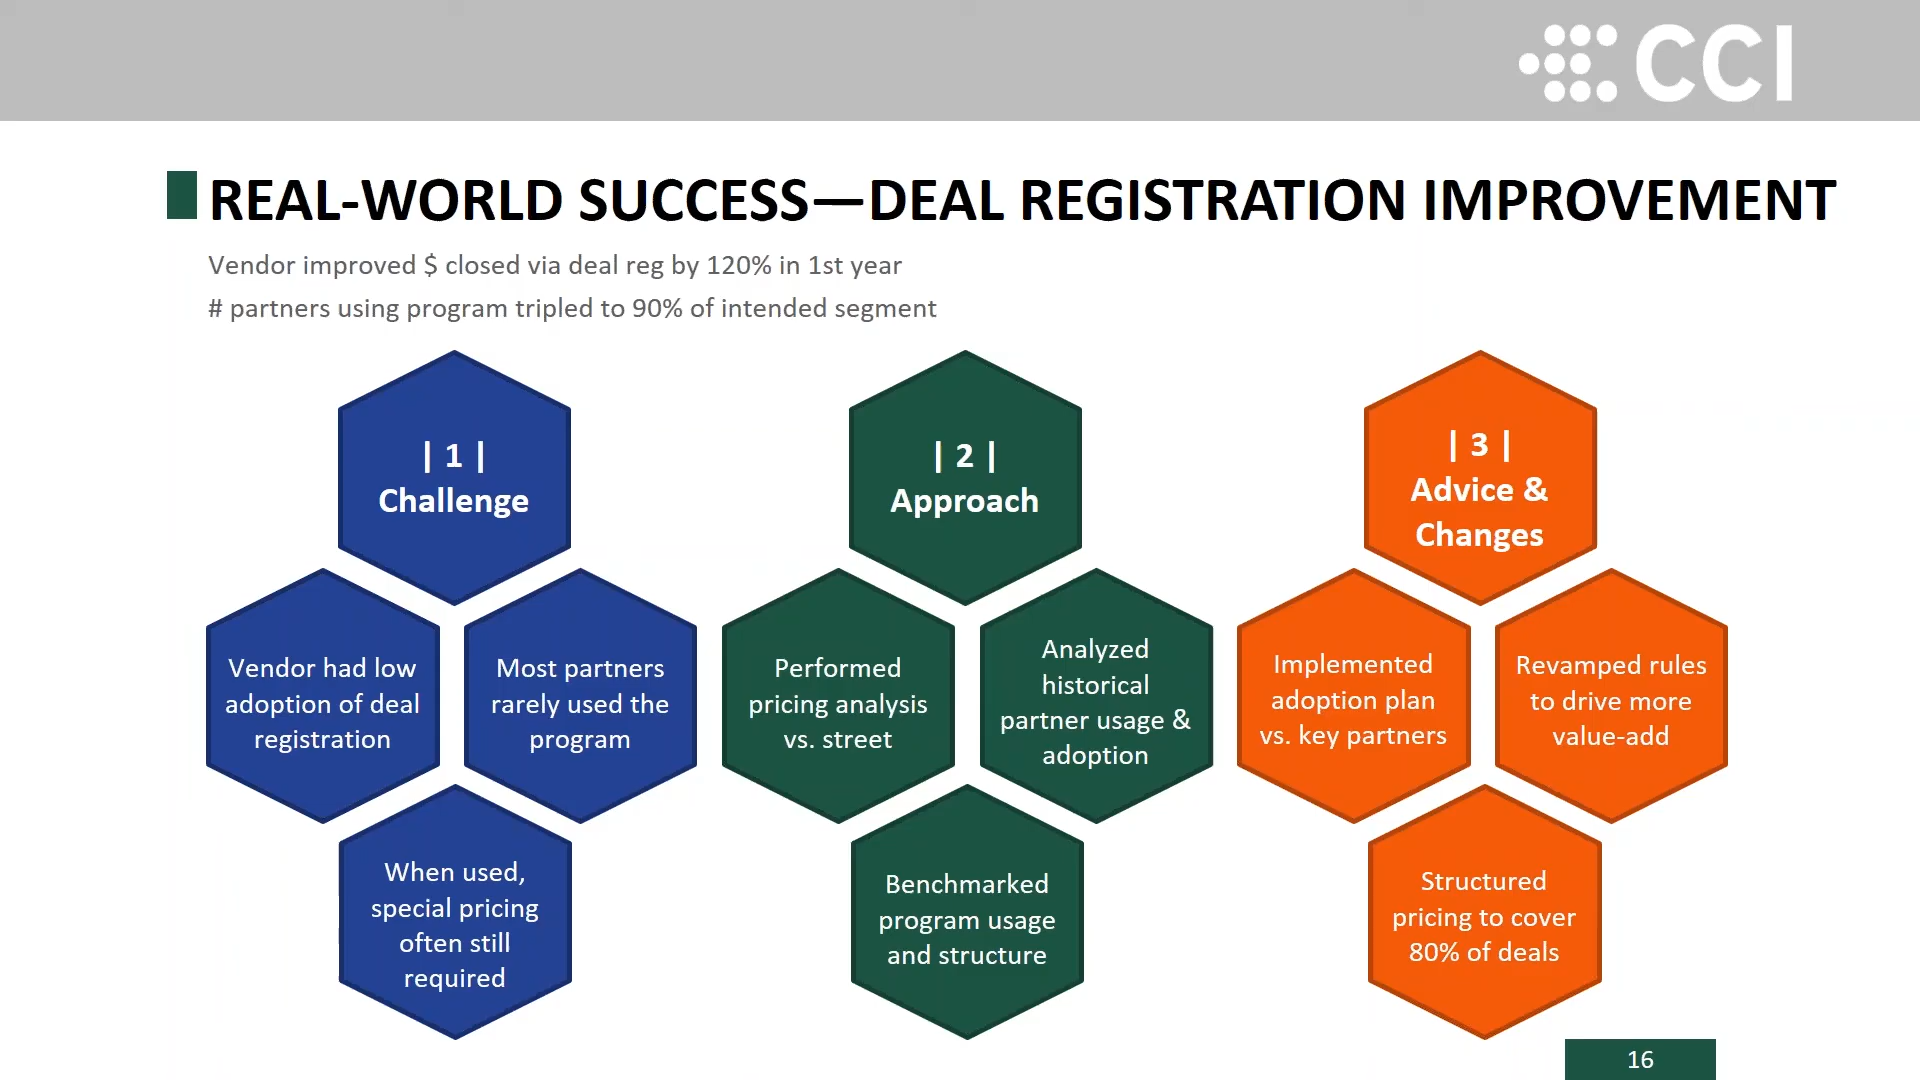 CCI
REAL-WORLD SUCCESS—DEAL REGISTRATION IMPROVEMENT
Vendor improved $ closed via deal reg by 120% in 1st year
# partners using program tripled to 90% of intended segment
| 1 |
Challenge
Vendor had low
adoption of deal
registration
Most partners
rarely used the
program
When used,
special pricing
often still
required
| 2 |
Approach
Performed
pricing analysis
vs. street
Analyzed
historical
partner usage &
adoption
Benchmarked
program usage
and structure
| 3 |
Advice &
Changes
Implemented
adoption plan
vs. key partners
Revamped rules
to drive more
value-add
Structured
pricing to cover
80% of deals
16